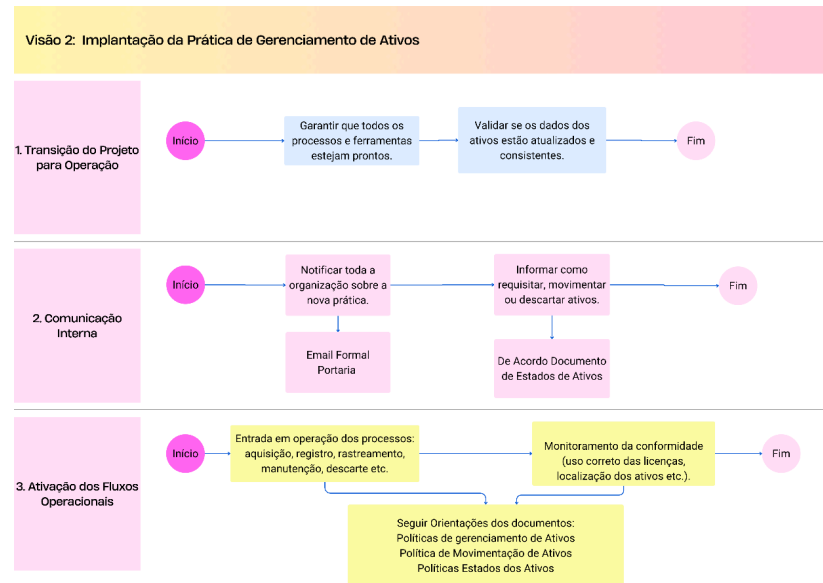 Visão 2:  Implantação da Prática de Gerenciamento de Ativos
1. Transição do Projeto
para Operação
Início
Garantir que todos os
processos e ferramentas
estejam prontos.
Validar se os dados dos
ativos estão atualizados e
consistentes.
Fim
2. Comunicação
Interna
Início
Notificar toda a
organização sobre a
nova prática.
Informar como
requisitar, movimentar
ou descartar ativos.
Fim
Email Formal
Portaria
De Acordo Documento
de Estados de Ativos
3. Ativação dos Fluxos
Operacionais
Início
Entrada em operação dos processos:
aquisição, registro, rastreamento,
manutenção, descarte etc.
Monitoramento da conformidade
(uso correto das licenças,
localização dos ativos etc.).
Fim
Seguir Orientações dos documentos:
Políticas de gerenciamento de Ativos
Política de Movimentação de Ativos
Políticas Estados dos Ativos